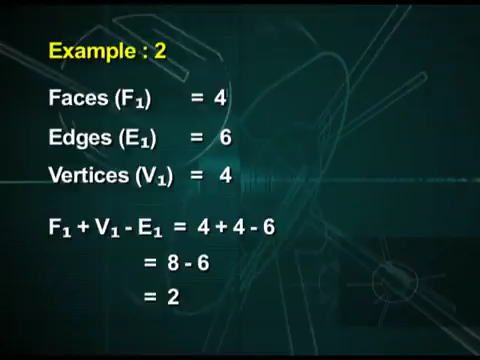 Example : 2
Faces (F₁) = 4
Edges (E₁) = 6
Vertices (V₁) = 4
F₁ + V₁ - E₁ = 4 + 4 - 6
= 8 - 6
= 2